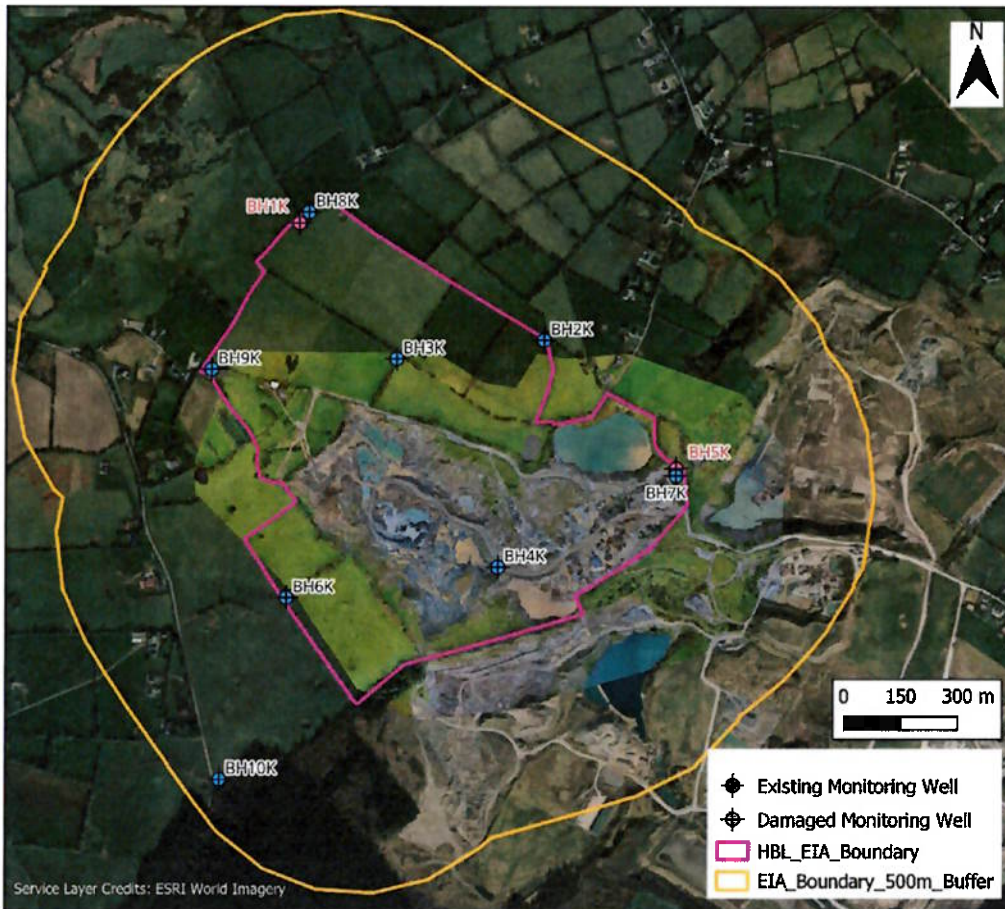 N
BH1K
BH8K
BH2K
BH3K
BH9K
BH5K
BH7K
BH4K
BH6K
BH10K
0 150 300 m
Existing Monitoring Well
Damaged Monitoring Well
HBL_EIA_Boundary
EIA_Boundary_500m_Buffer
Service Layer Credits: ESRI World Imagery